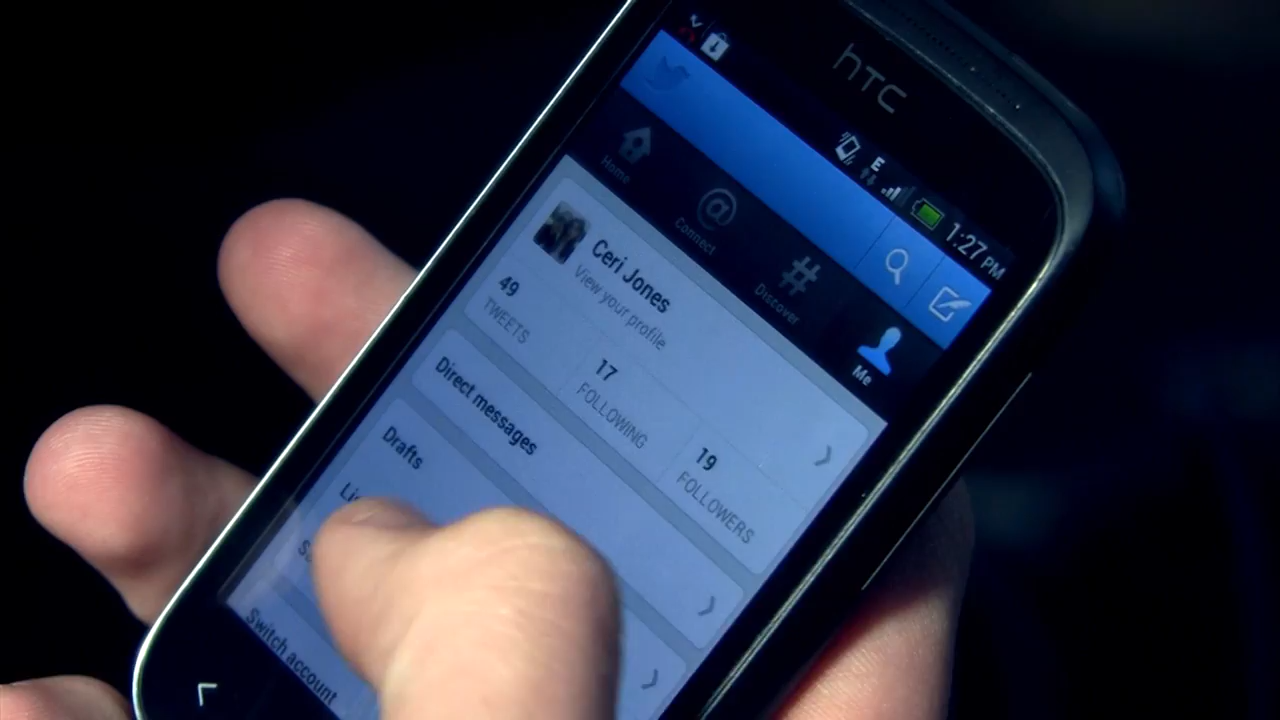 hTC
E
1:27 PM
Home
@
Connect
#
Discover
Me
Ceri Jones
View your profile
49
TWEETS
17
FOLLOWING
19
FOLLOWERS
Direct messages
Drafts
Switch account